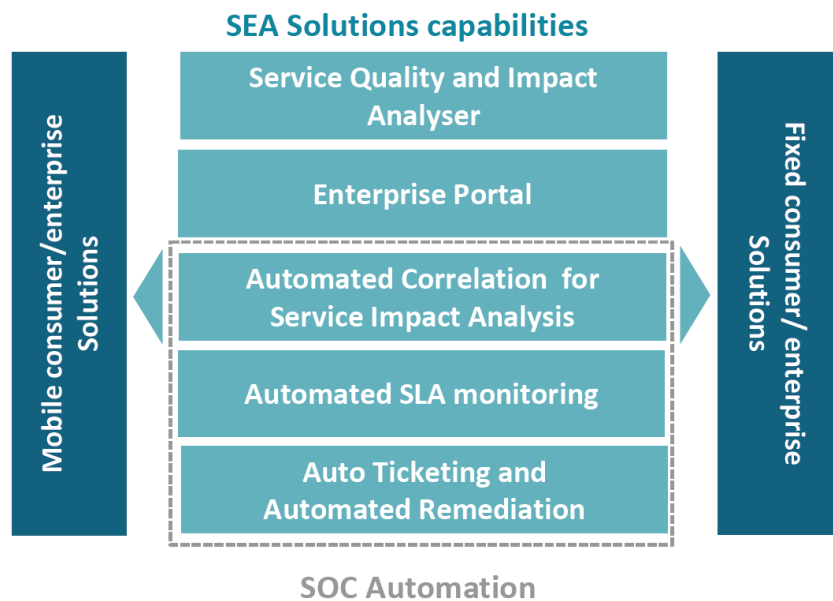 SEA Solutions capabilities
Mobile consumer/enterprise
Solutions
Service Quality and Impact
Analyser
Enterprise Portal
Automated Correlation for
Service Impact Analysis
Automated SLA monitoring
Auto Ticketing and
Automated Remediation
Fixed consumer/ enterprise
Solutions
SOC Automation